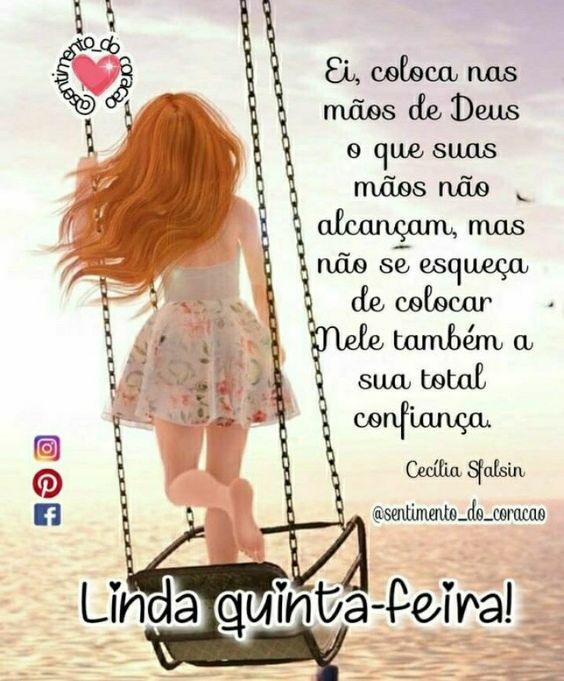 @sentimento_do_coracao
Ei, coloca nas
mãos de Deus
o que suas
mãos não
alcançam, mas
não se esqueça
de colocar
Nele também a
sua total
confiança.
Cecília Sfalsin
@sentimento_do_coracao
Linda quinta-feira!